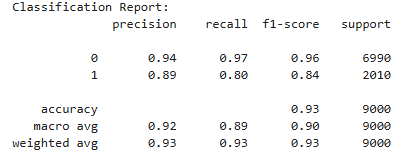 Classification Report:
precision recall f1-score support
0 0.94 0.97 0.96 6990
1 0.89 0.80 0.84 2010
accuracy 0.93 9000
macro avg 0.92 0.89 0.90 9000
weighted avg 0.93 0.93 0.93 9000